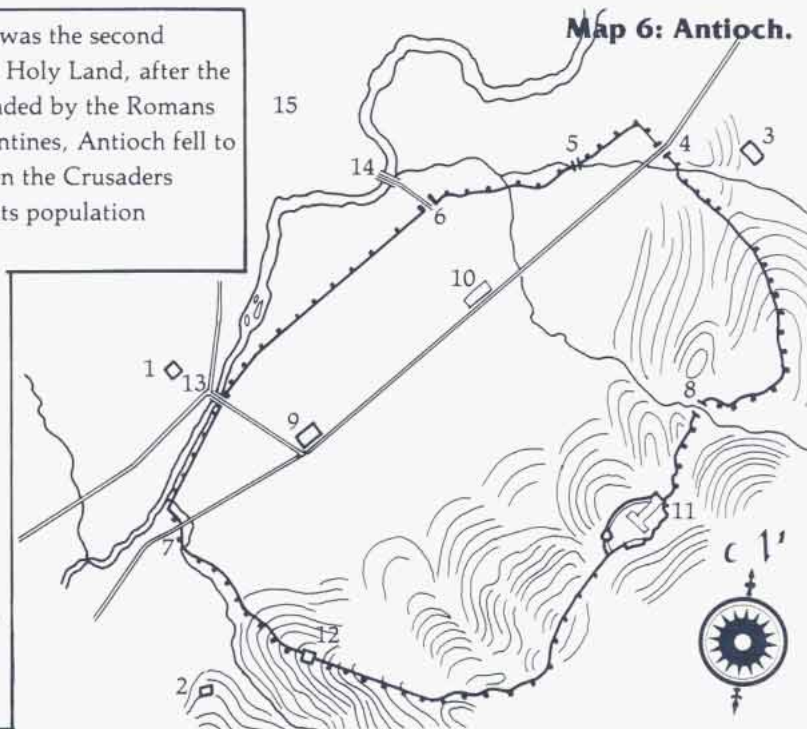 was the second
Holy Land, after the
nded by the Romans
ntines, Antioch fell to
n the Crusaders
ts population
Map 6: Antioch.
15
3
5
4
14
6
10
1
13
8
9
11
7
12
2